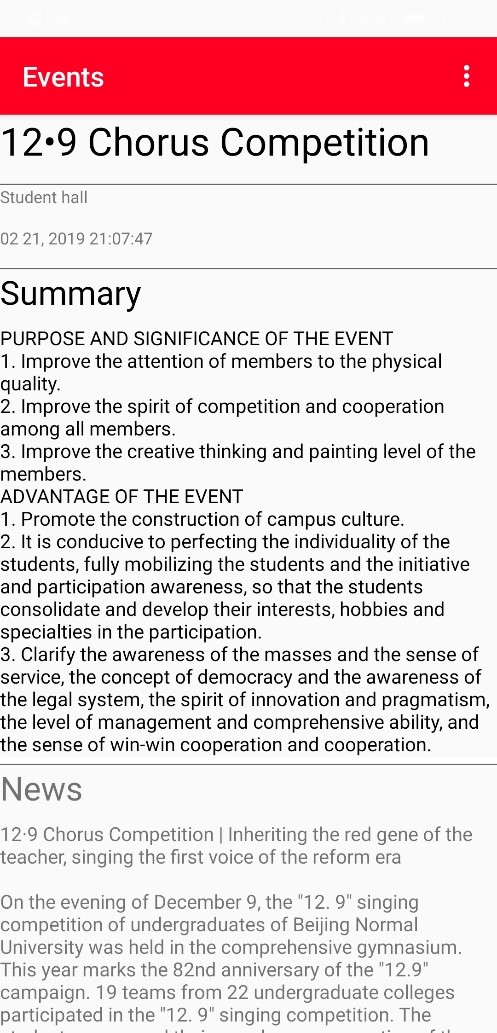 Events
12•9 Chorus Competition
Student hall
02 21, 2019 21:07:47
Summary
PURPOSE AND SIGNIFICANCE OF THE EVENT
1. Improve the attention of members to the physical
quality.
2. Improve the spirit of competition and cooperation
among all members.
3. Improve the creative thinking and painting level of the
members.
ADVANTAGE OF THE EVENT
1. Promote the construction of campus culture.
2. It is conducive to perfecting the individuality of the
students, fully mobilizing the students and the initiative
and participation awareness, so that the students
consolidate and develop their interests, hobbies and
specialties in the participation.
3. Clarify the awareness of the masses and the sense of
service, the concept of democracy and the awareness of
the legal system, the spirit of innovation and pragmatism,
the level of management and comprehensive ability, and
the sense of win-win cooperation and cooperation.
News
12·9 Chorus Competition | Inheriting the red gene of the
teacher, singing the first voice of the reform era
On the evening of December 9, the "12. 9" singing
competition of undergraduates of Beijing Normal
University was held in the comprehensive gymnasium.
This year marks the 82nd anniversary of the "12.9"
campaign. 19 teams from 22 undergraduate colleges
participated in the "12. 9" singing competition. The